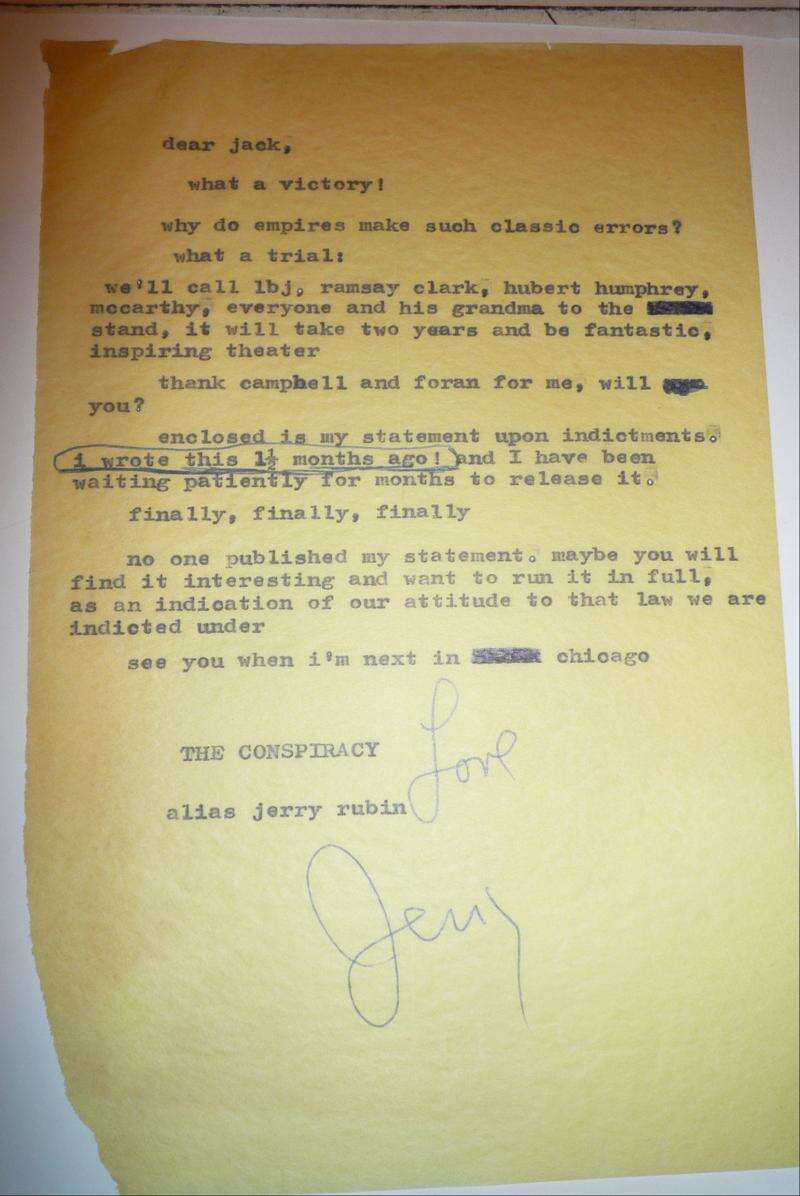 dear jack,
what a victory!
why do empires make such classic errors?
what a trial:
we'll call lbj, ramsay clark, hubert humphrey,
mccarthy, everyone and his grandma to the
stand, it will take two years and be fantastic,
inspiring theater
thank campbell and foran for me, will
you?
enclosed is my statement upon indictments.
i wrote this 1½ months ago! and I have been
waiting patiently for months to release it.
finally, finally, finally
no one published my statement. maybe you will
find it interesting and want to run it in full,
as an indication of our attitude to that law we are
indicted under
see you when i'm next in chicago
THE CONSPIRACY
Love
alias jerry rubin
Jerry